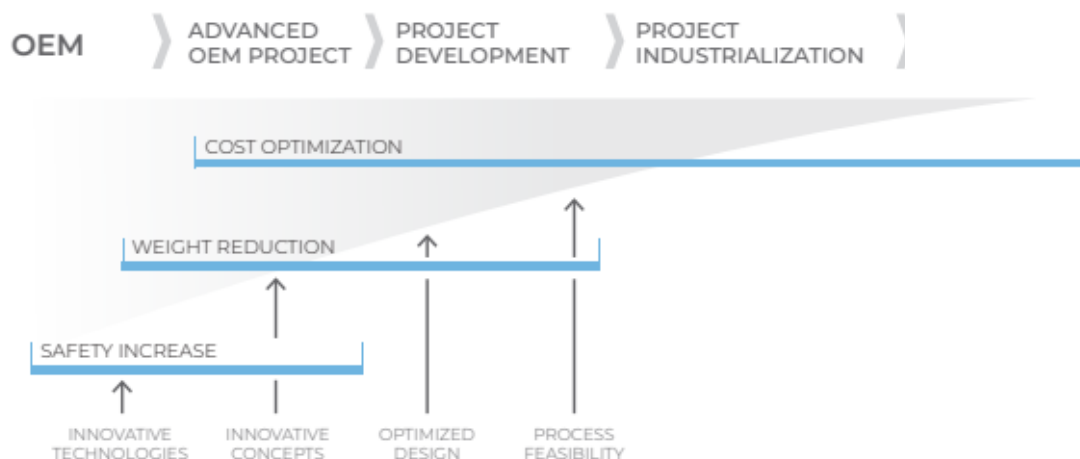 OEM
ADVANCED
OEM PROJECT
PROJECT
DEVELOPMENT
PROJECT
INDUSTRIALIZATION
COST OPTIMIZATION
WEIGHT REDUCTION
SAFETY INCREASE
INNOVATIVE
TECHNOLOGIES
INNOVATIVE
CONCEPTS
OPTIMIZED
DESIGN
PROCESS
FEASIBILITY